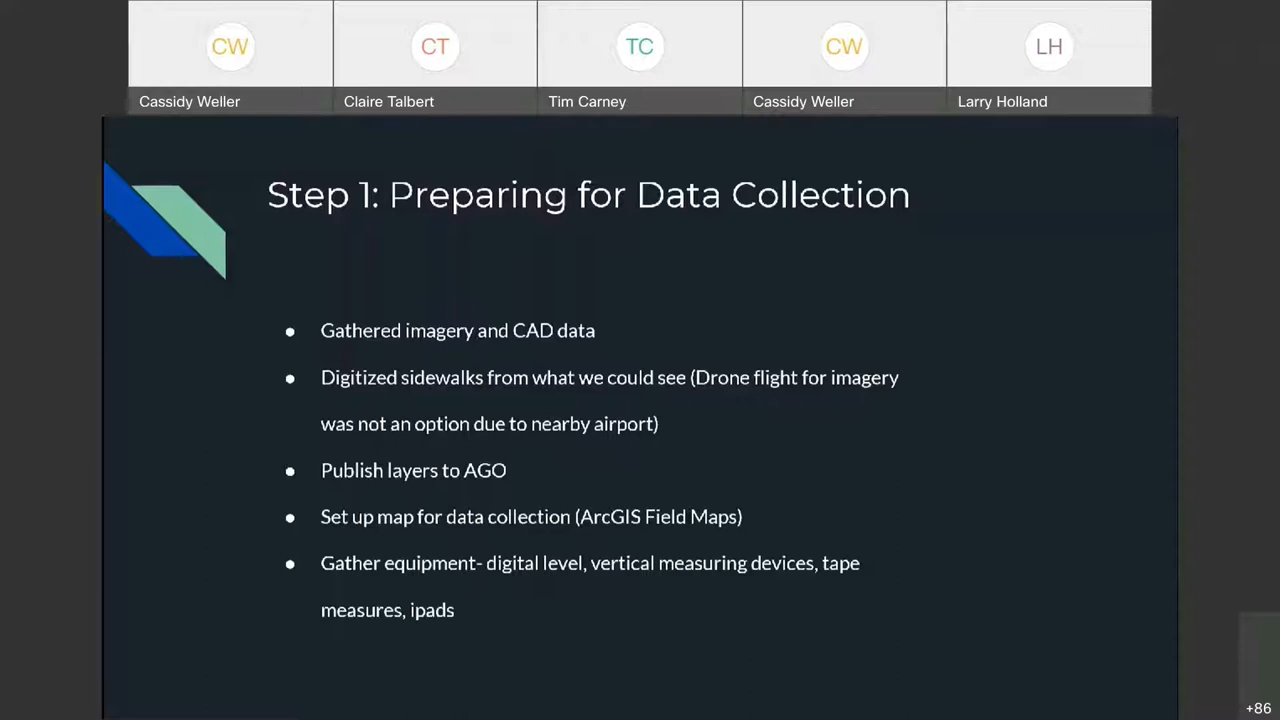 CW
CT
TC
CW
LH
Cassidy Weller
Claire Talbert
Tim Carney
Cassidy Weller
Larry Holland
Step 1: Preparing for Data Collection
● Gathered imagery and CAD data
● Digitized sidewalks from what we could see (Drone flight for imagery
was not an option due to nearby airport)
● Publish layers to AGO
● Set up map for data collection (ArcGIS Field Maps)
● Gather equipment- digital level, vertical measuring devices, tape
measures, ipads
+86